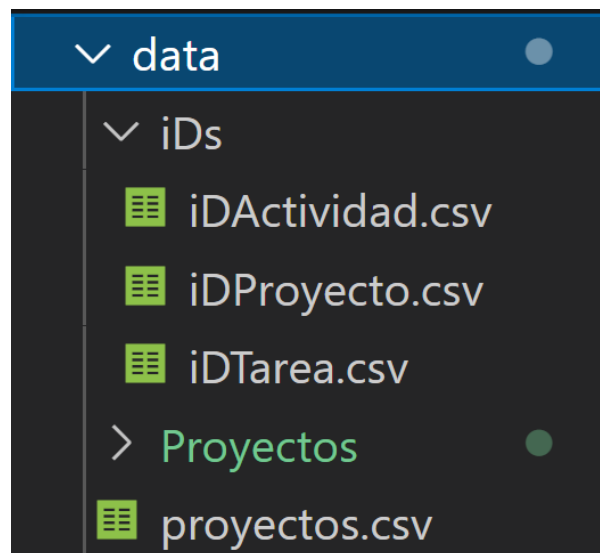 data
iDs
iDActividad.csv
iDProyecto.csv
iDTarea.csv
Proyectos
proyectos.csv